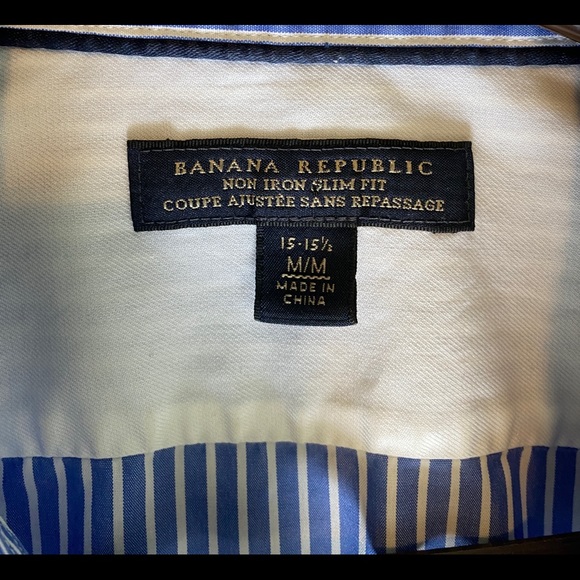 BANANA REPUBLIC
NON IRON SLIM FIT
COUPE AJUSTÉE SANS REPASSAGE
15-15½
M/M
MADE IN
CHINA